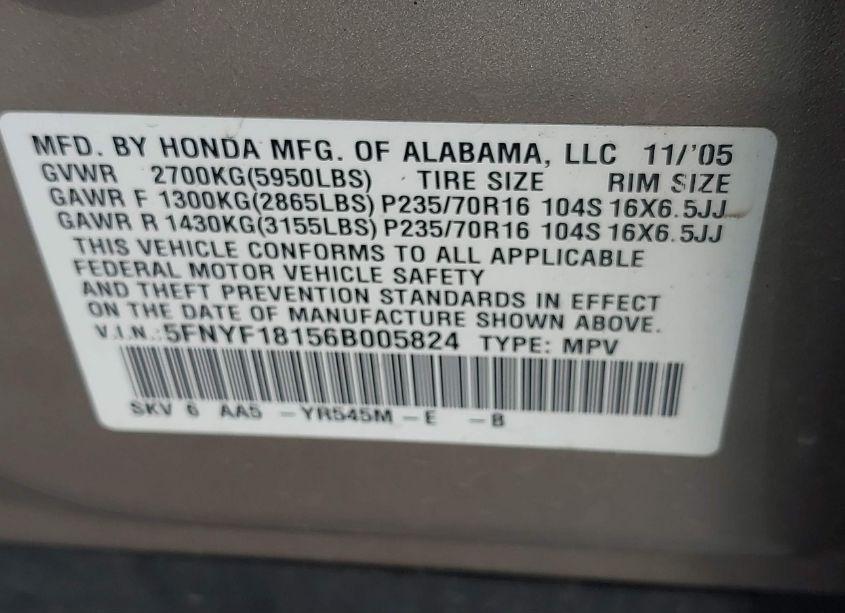 MFD. BY HONDA MFG. OF ALABAMA, LLC 11/'05
GVWR 2700KG(5950LBS) TIRE SIZE RIM SIZE
GAWR F 1300KG(2865LBS) P235/70R16 104S 16X6.5JJ
GAWR R 1430KG(3155LBS) P235/70R16 104S 16X6.5JJ
THIS VEHICLE CONFORMS TO ALL APPLICABLE
FEDERAL MOTOR VEHICLE SAFETY
AND THEFT PREVENTION STANDARDS IN EFFECT
ON THE DATE OF MANUFACTURE SHOWN ABOVE.
V.I.N.:5FNYF18156B005824 TYPE: MPV
SKV 6 AA5 -YR545M -E -B